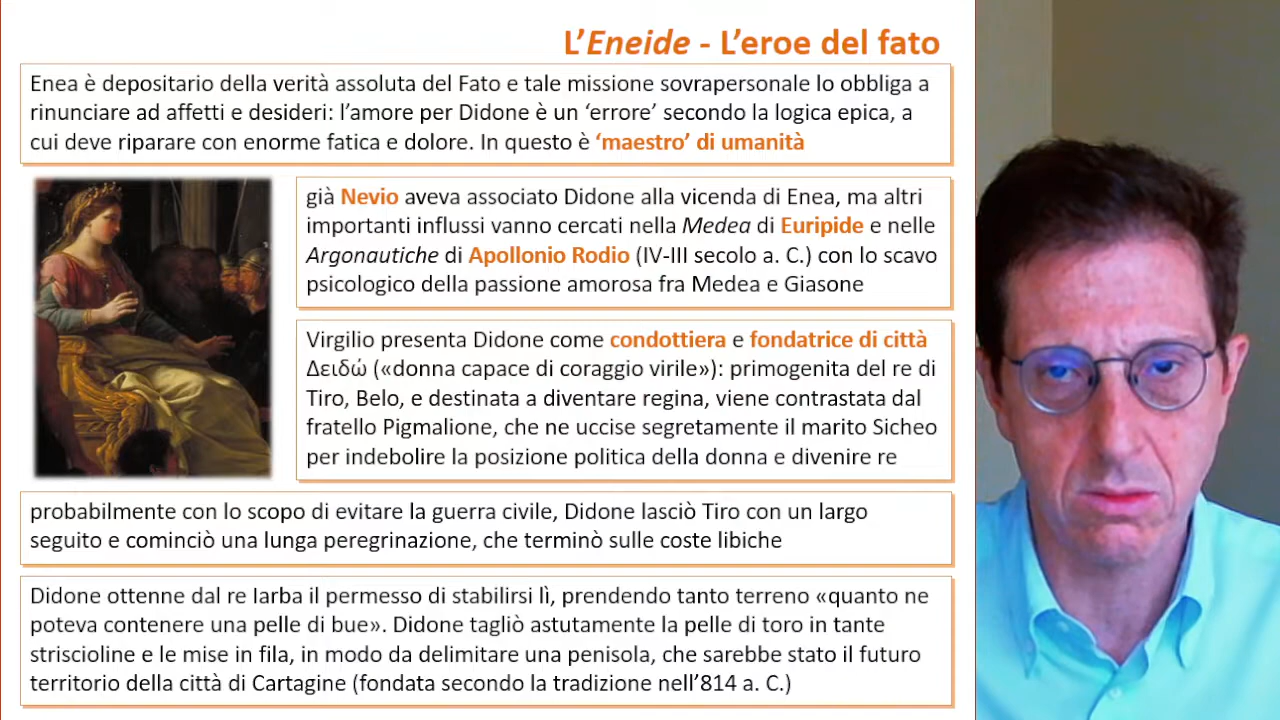 L'Eneide - L'eroe del fato
Enea è depositario della verità assoluta del Fato e tale missione sovrapersonale lo obbliga a
rinunciare ad affetti e desideri: l'amore per Didone è un 'errore' secondo la logica epica, a
cui deve riparare con enorme fatica e dolore. In questo è 'maestro' di umanità
già Nevio aveva associato Didone alla vicenda di Enea, ma altri
importanti influssi vanno cercati nella Medea di Euripide e nelle
Argonautiche di Apollonio Rodio (IV-III secolo a. C.) con lo scavo
psicologico della passione amorosa fra Medea e Giasone
Virgilio presenta Didone come condottiera e fondatrice di città
Δειδώ («donna capace di coraggio virile»): primogenita del re di
Tiro, Belo, e destinata a diventare regina, viene contrastata dal
fratello Pigmalione, che ne uccise segretamente il marito Sicheo
per indebolire la posizione politica della donna e divenire re
probabilmente con lo scopo di evitare la guerra civile, Didone lasciò Tiro con un largo
seguito e cominciò una lunga peregrinazione, che terminò sulle coste libiche
Didone ottenne dal re Iarba il permesso di stabilirsi lì, prendendo tanto terreno «quanto ne
poteva contenere una pelle di bue». Didone tagliò astutamente la pelle di toro in tante
striscioline e le mise in fila, in modo da delimitare una penisola, che sarebbe stato il futuro
territorio della città di Cartagine (fondata secondo la tradizione nell'814 a. C.)